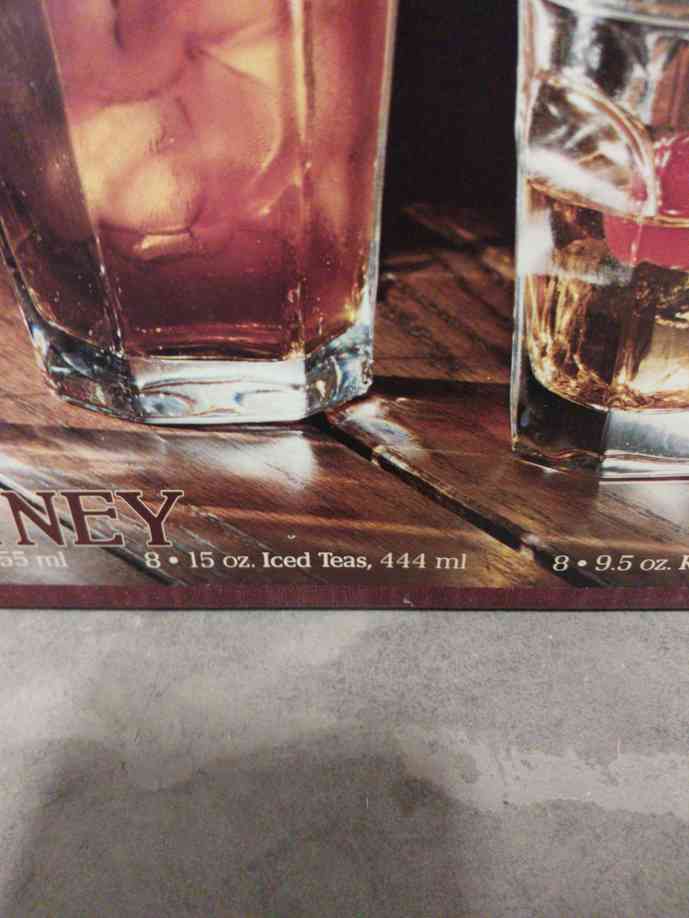 NEY
55 ml
8 • 15 oz. Iced Teas, 444 ml
8 • 9.5 oz.